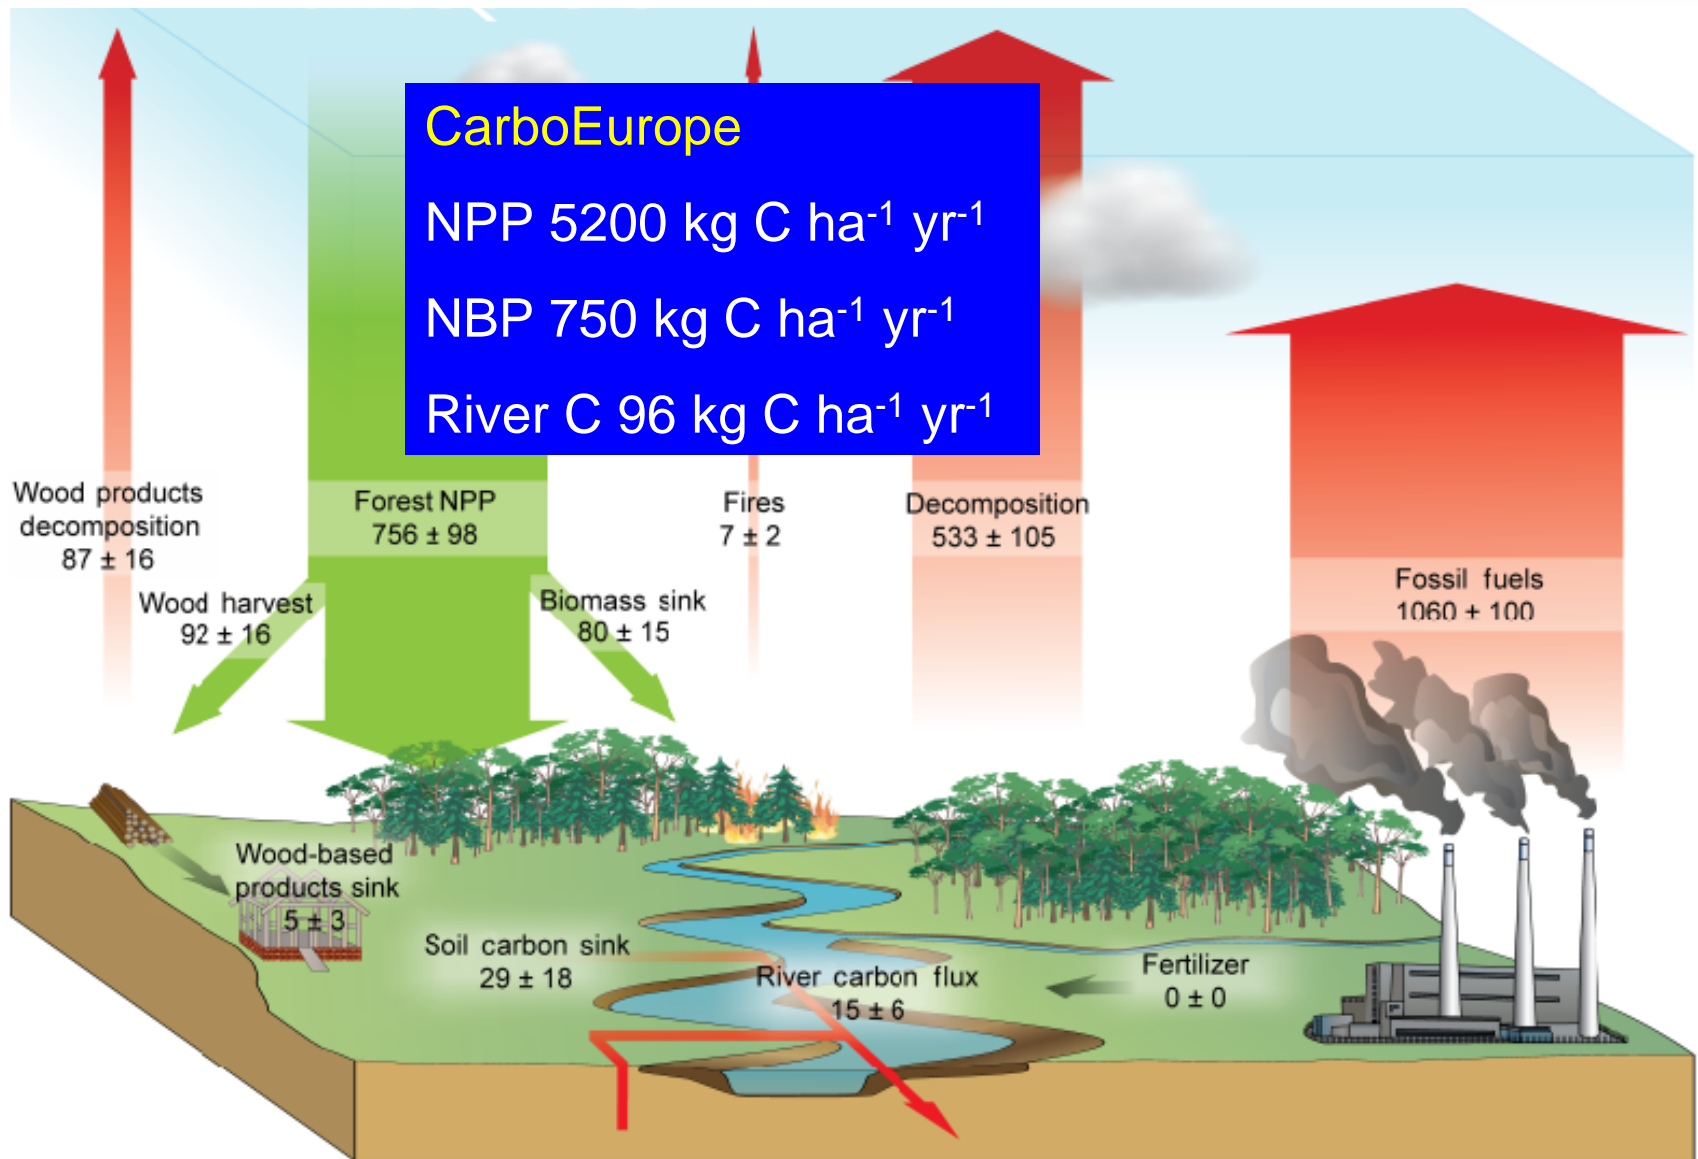 CarboEurope
NPP 5200 kg C ha-1 yr-1
NBP 750 kg C ha-1 yr-1
River C 96 kg C ha-1 yr-1
Wood products
decomposition
87 ± 16
Forest NPP
756 ± 98
Fires
7 ± 2
Decomposition
533 ± 105
Fossil fuels
1060 ± 100
Wood harvest
92 ± 16
Biomass sink
80 ± 15
Wood-based
products sink
5 ± 3
Soil carbon sink
29 ± 18
River carbon flux
15 ± 6
Fertilizer
0 ± 0